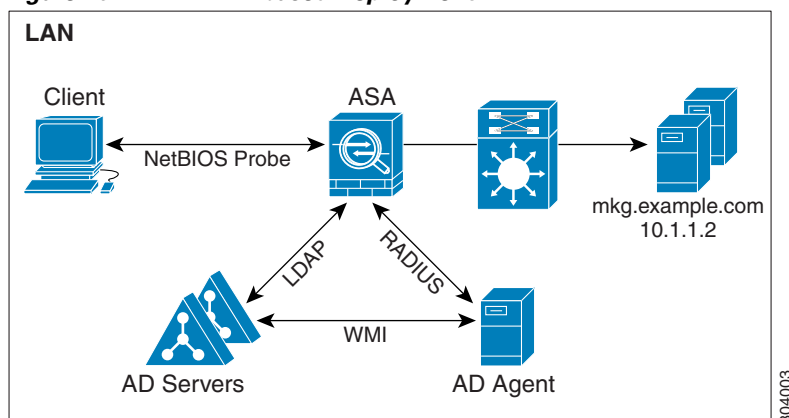 LAN
Client
ASA
NetBIOS Probe
mkg.example.com
10.1.1.2
LDAP
RADIUS
WMI
AD Servers
AD Agent
304003